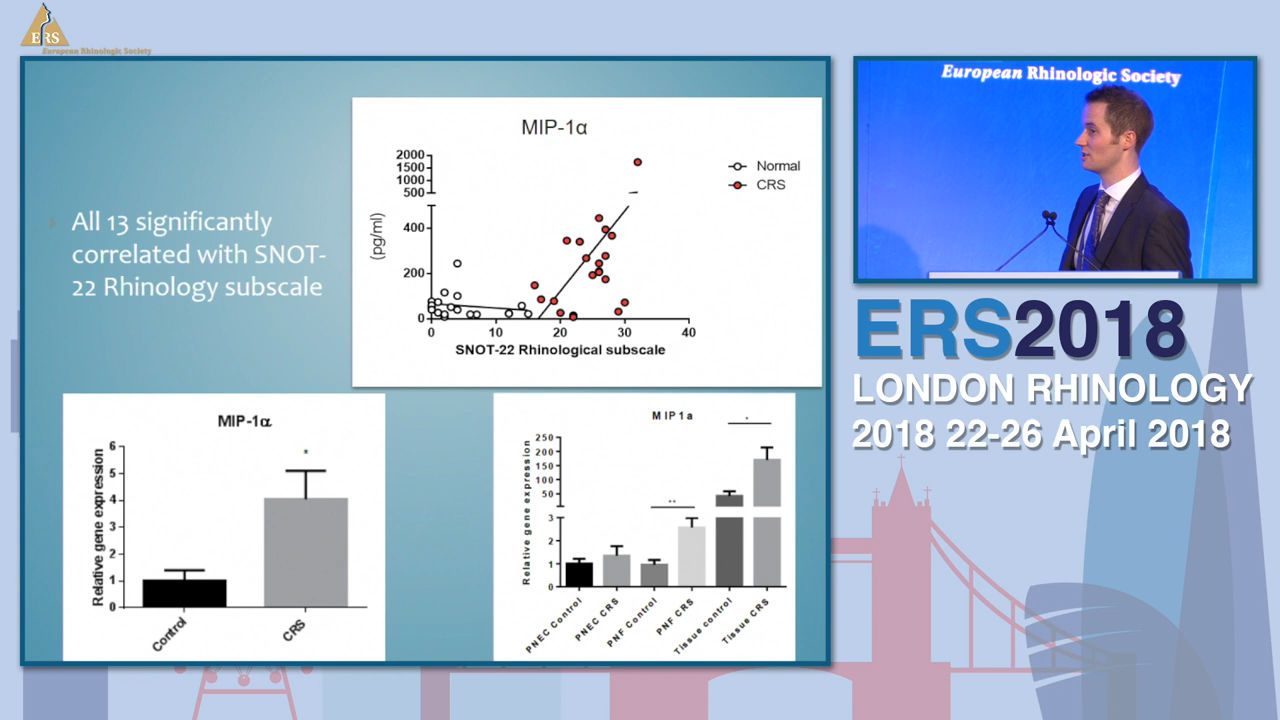 ERS
European Rhinologic Society
All 13 significantly
correlated with SNOT-
22 Rhinology subscale
MIP-1α
2000
1500
1000
500
400
200
0
(pg/ml)
0 10 20 30 40
SNOT-22 Rhinological subscale
Normal
CRS
MIP-1α
6
5
4
3
2
1
0
Relative gene expression
*
Control
CRS
MIP1a
250
200
150
100
50
3
2
1
0
Relative gene expression
**
*
PNEC Control
PNEC CRS
PNF Control
PNF CRS
Tissue control
Tissue CRS
European Rhinologic Society
ERS2018
LONDON RHINOLOGY
2018 22-26 April 2018